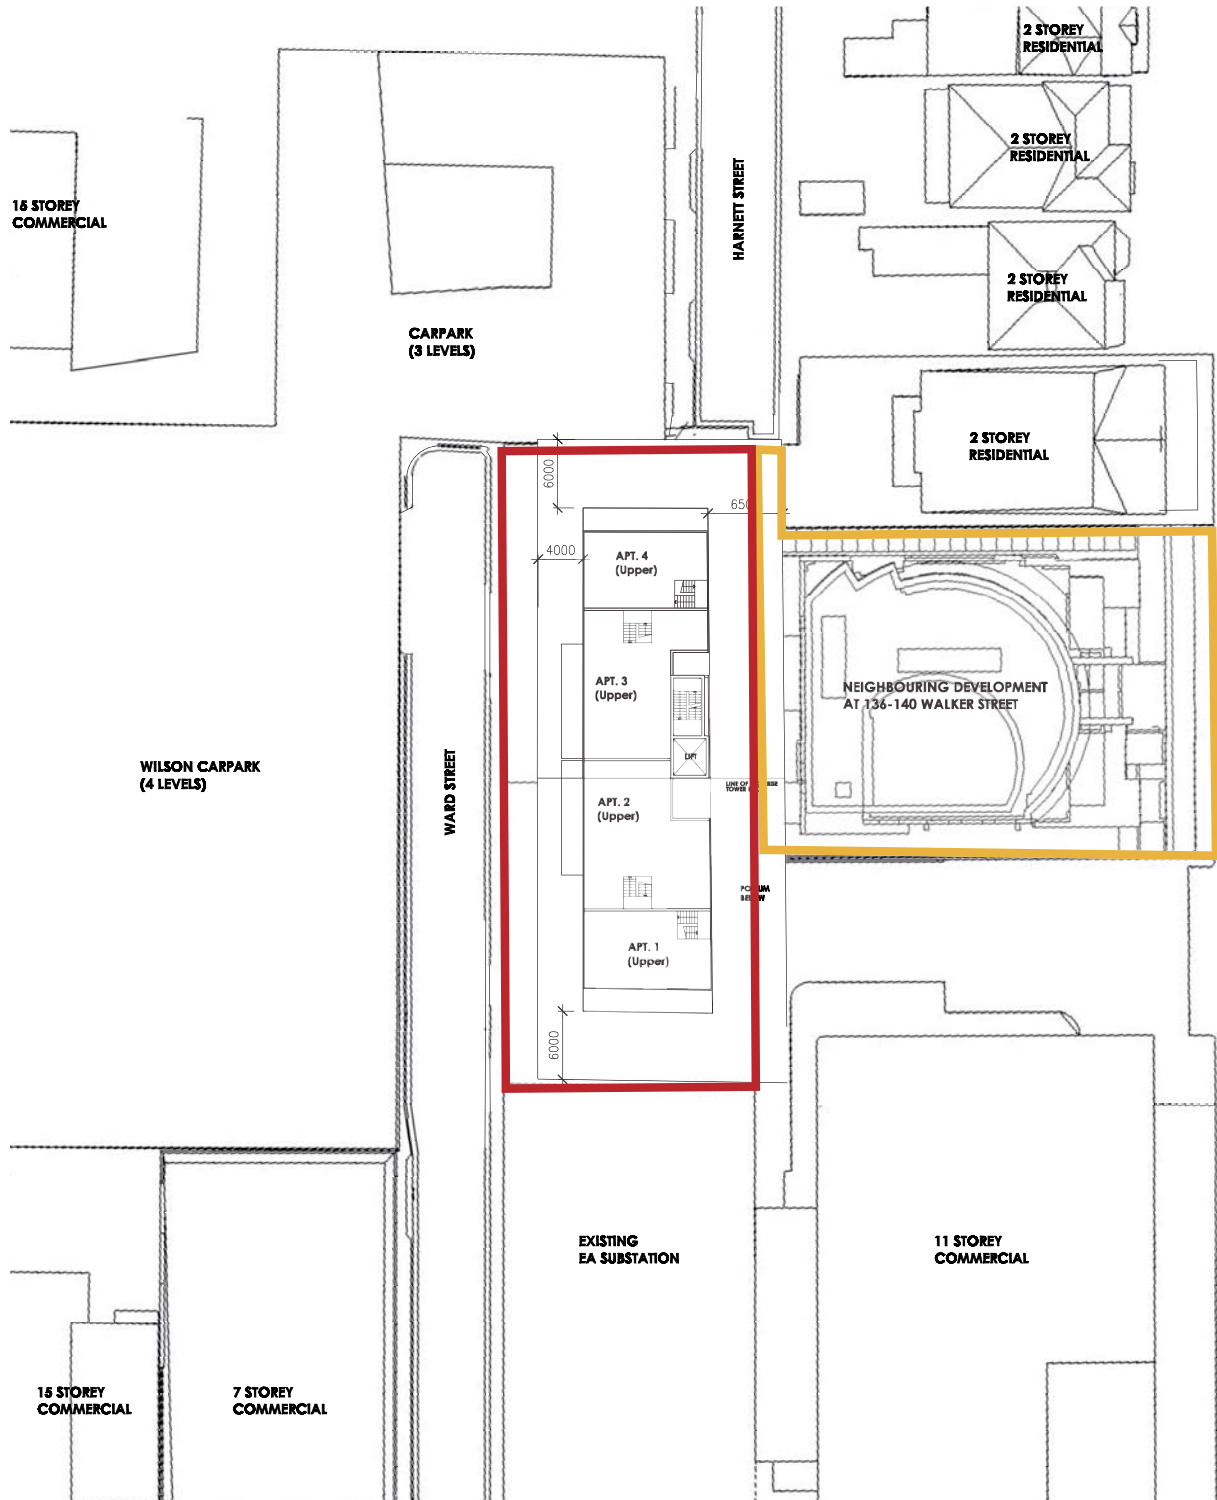 2 STOREY
RESIDENTIAL
2 STOREY
RESIDENTIAL
15 STOREY
COMMERCIAL
HARNETT STREET
2 STOREY
RESIDENTIAL
CARPARK
(3 LEVELS)
2 STOREY
RESIDENTIAL
6000
650
4000
APT. 4
(Upper)
APT. 3
(Upper)
NEIGHBOURING DEVELOPMENT
AT 136-140 WALKER STREET
LIFT
WILSON CARPARK
(4 LEVELS)
WARD STREET
LINE OF
TOWER
APT. 2
(Upper)
APT. 1
(Upper)
6000
EXISTING
EA SUBSTATION
11 STOREY
COMMERCIAL
15 STOREY
COMMERCIAL
7 STOREY
COMMERCIAL